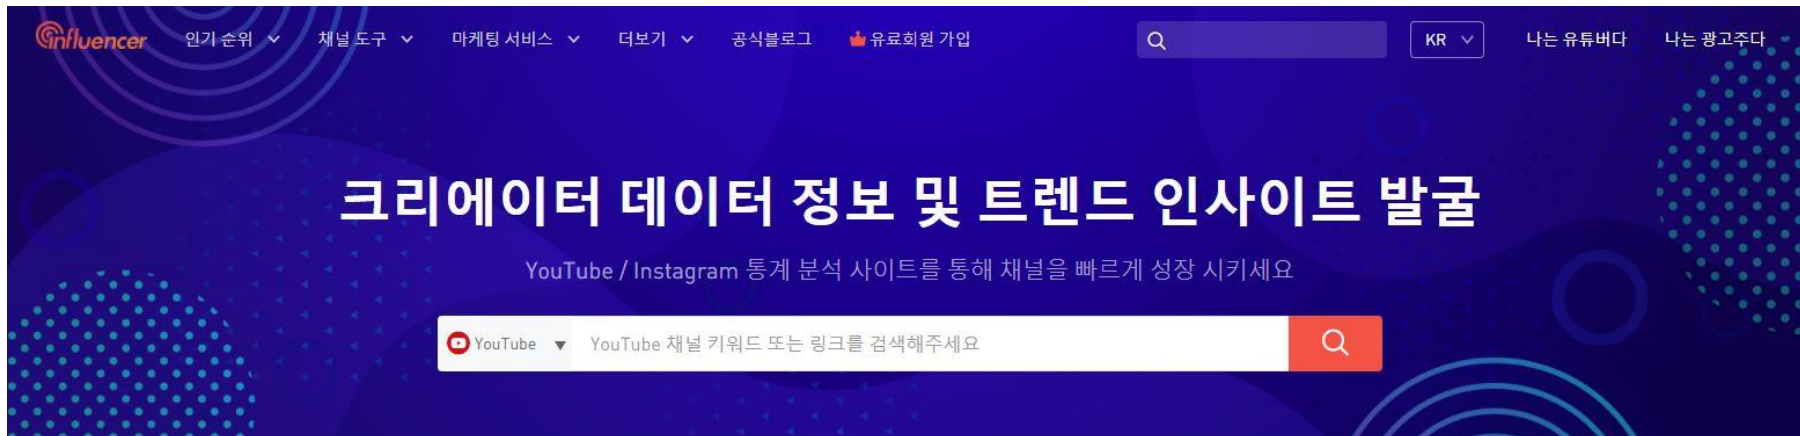 influencer 인기 순위 채널 도구 마케팅 서비스 더보기 공식블로그 유료회원 가입 KR 나는 유튜버다 나는 광고주다
크리에이터 데이터 정보 및 트렌드 인사이트 발굴
YouTube / Instagram 통계 분석 사이트를 통해 채널을 빠르게 성장 시키세요
YouTube YouTube 채널 키워드 또는 링크를 검색해주세요